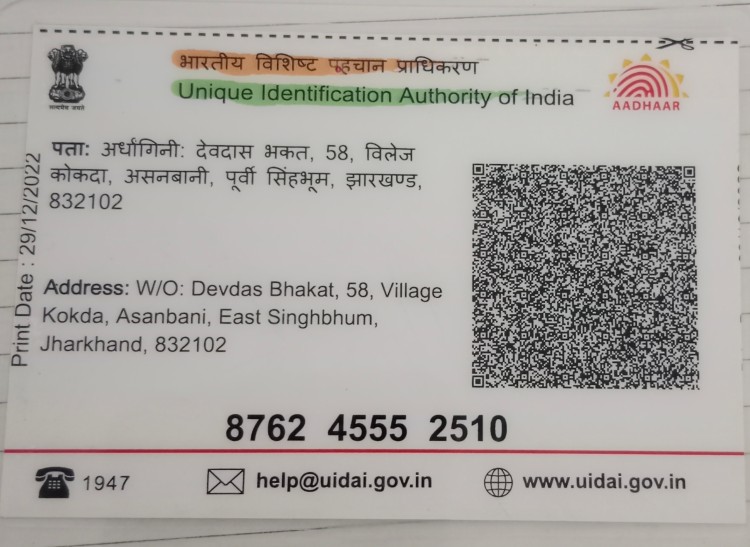 भारतीय विशिष्ट पहचान प्राधिकरण
Unique Identification Authority of India
AADHAAR
सत्यमेव जयते
पता: अर्धांगिनी: देवदास भकत, 58, विलेज
कोकदा, असनबानी, पूर्वी सिंहभूम, झारखण्ड,
832102
Print Date : 29/12/2022
Address: W/O: Devdas Bhakat, 58, Village
Kokda, Asanbani, East Singhbhum,
Jharkhand, 832102
8762 4555 2510
1947
help@uidai.gov.in
www.uidai.gov.in